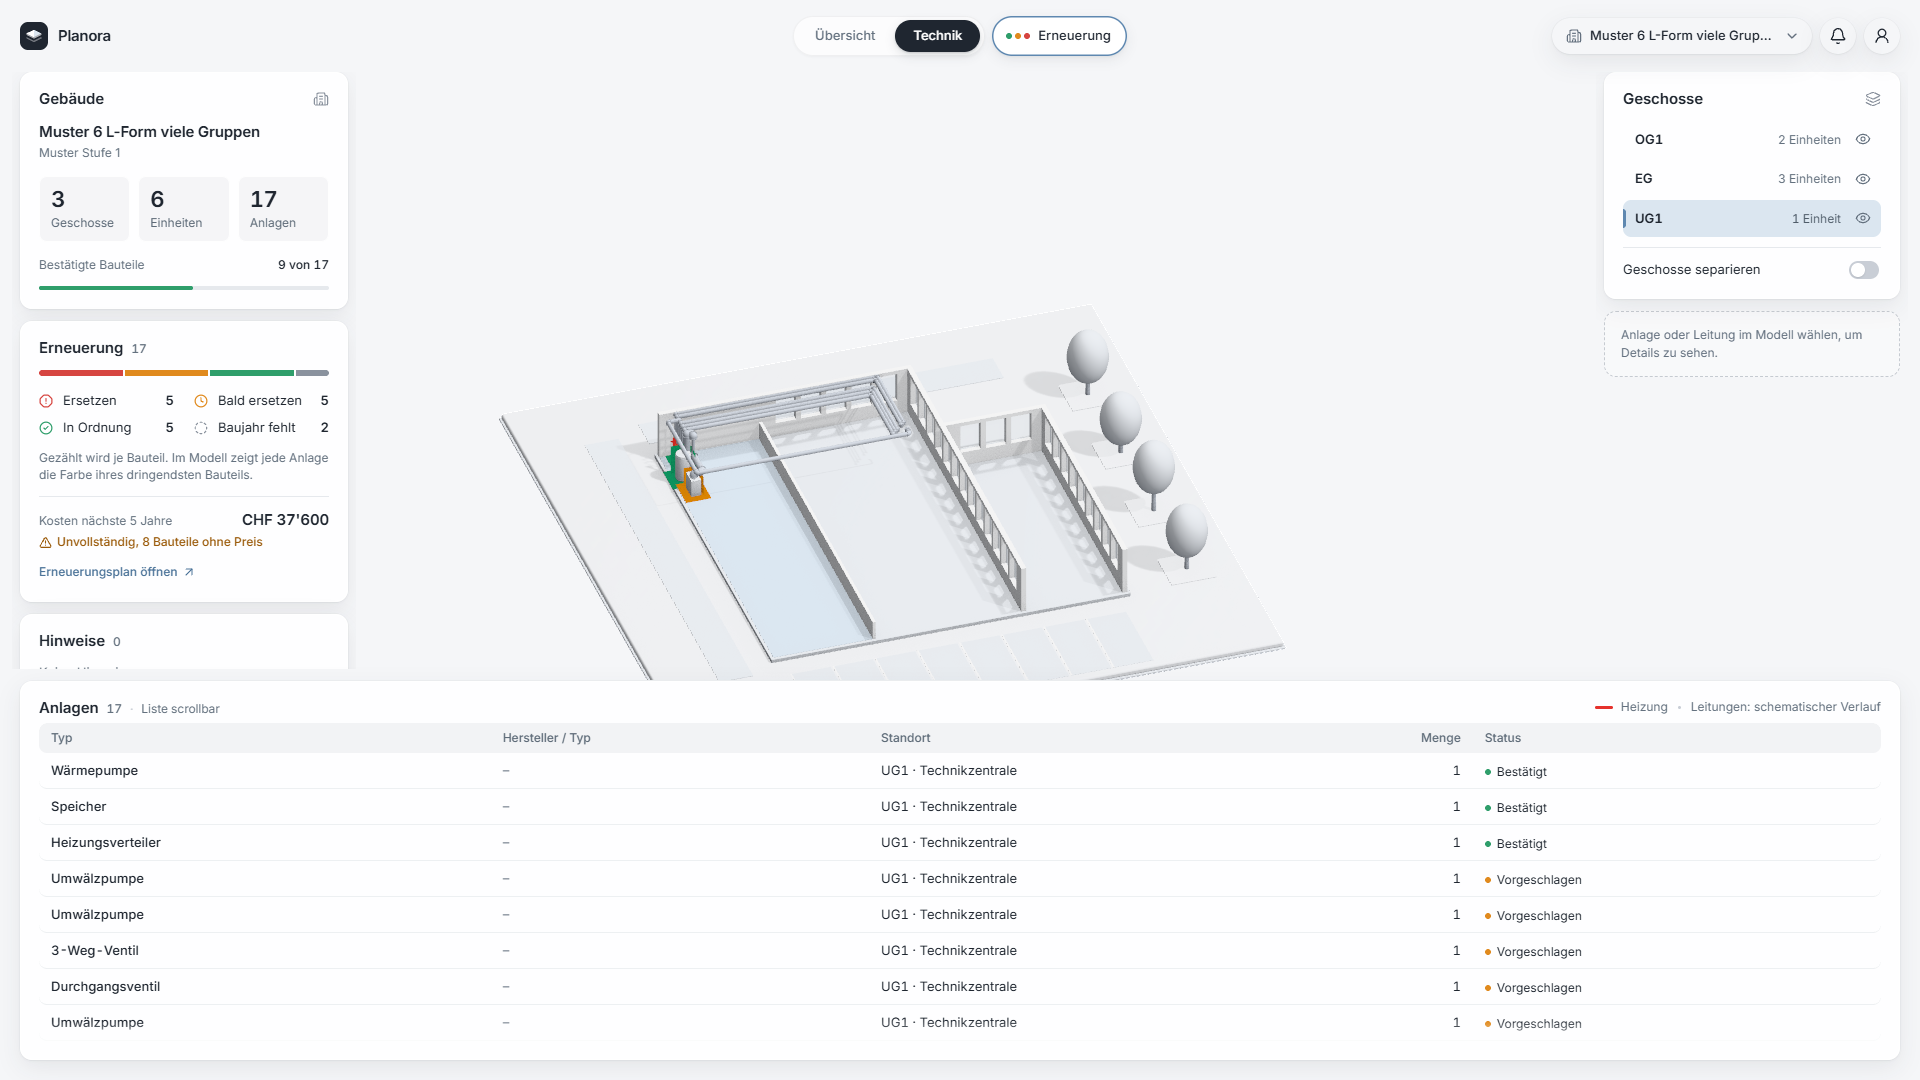 Planora
Übersicht
Technik
Erneuerung
Muster 6 L-Form viele Grup...
Gebäude
Muster 6 L-Form viele Gruppen
Muster Stufe 1
3 Geschosse
6 Einheiten
17 Anlagen
Bestätigte Bauteile 9 von 17
Erneuerung 17
Ersetzen 5
Bald ersetzen 5
In Ordnung 5
Baujahr fehlt 2
Gezählt wird je Bauteil. Im Modell zeigt jede Anlage
die Farbe ihres dringendsten Bauteils.
Kosten nächste 5 Jahre CHF 37'600
Unvollständig, 8 Bauteile ohne Preis
Erneuerungsplan öffnen
Hinweise 0
Geschosse
OG1 2 Einheiten
EG 3 Einheiten
UG1 1 Einheit
Geschosse separieren
Anlage oder Leitung im Modell wählen, um
Details zu sehen.
Anlagen 17 · Liste scrollbar
Heizung • Leitungen: schematischer Verlauf
Typ Hersteller / Typ Standort Menge Status
Wärmepumpe – UG1 · Technikzentrale 1 Bestätigt
Speicher – UG1 · Technikzentrale 1 Bestätigt
Heizungsverteiler – UG1 · Technikzentrale 1 Bestätigt
Umwälzpumpe – UG1 · Technikzentrale 1 Vorgeschlagen
Umwälzpumpe – UG1 · Technikzentrale 1 Vorgeschlagen
3-Weg-Ventil – UG1 · Technikzentrale 1 Vorgeschlagen
Durchgangsventil – UG1 · Technikzentrale 1 Vorgeschlagen
Umwälzpumpe – UG1 · Technikzentrale 1 Vorgeschlagen